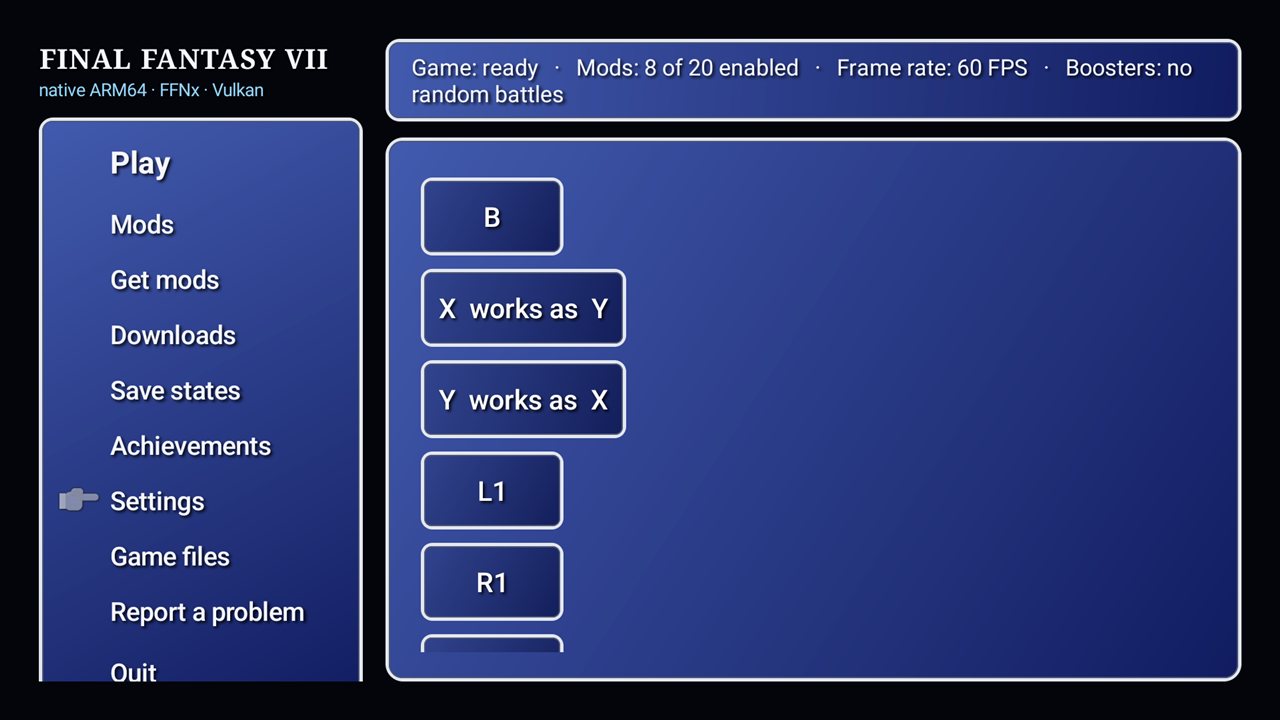 FINAL FANTASY VII
native ARM64 · FFNx · Vulkan
Game: ready · Mods: 8 of 20 enabled · Frame rate: 60 FPS · Boosters: no
random battles
Play
Mods
Get mods
Downloads
Save states
Achievements
Settings
Game files
Report a problem
Quit
B
X works as Y
Y works as X
L1
R1